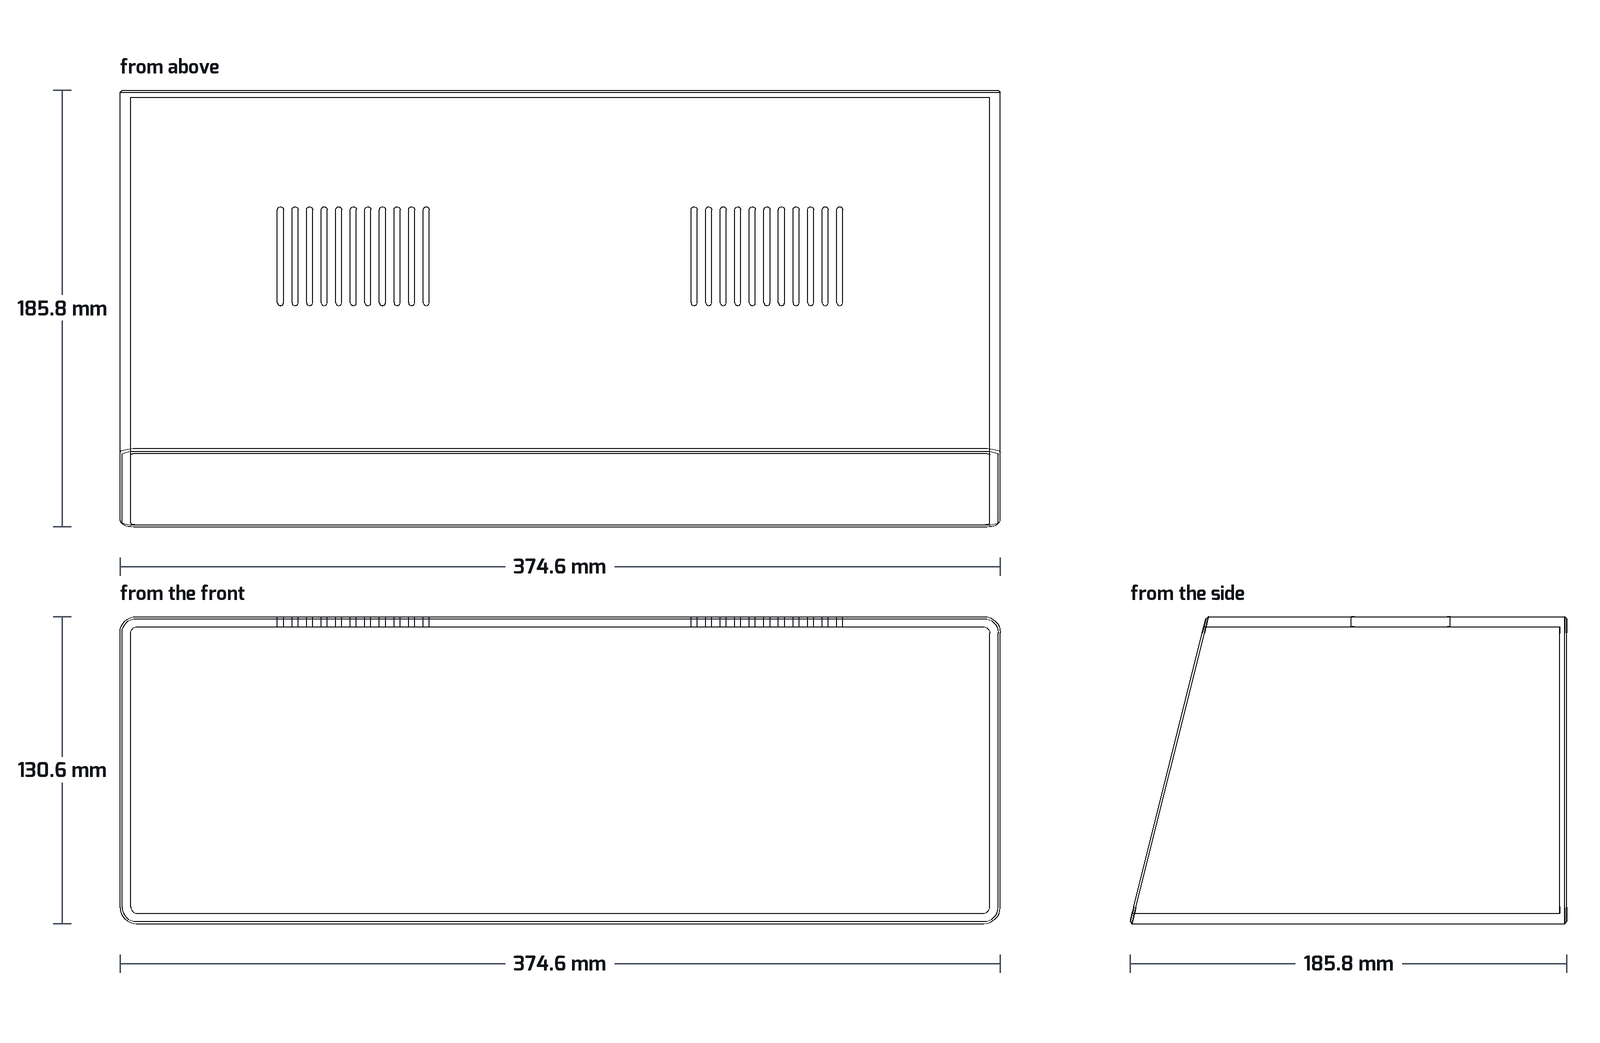 from above
185.8 mm
374.6 mm
from the front
from the side
130.6 mm
374.6 mm
185.8 mm